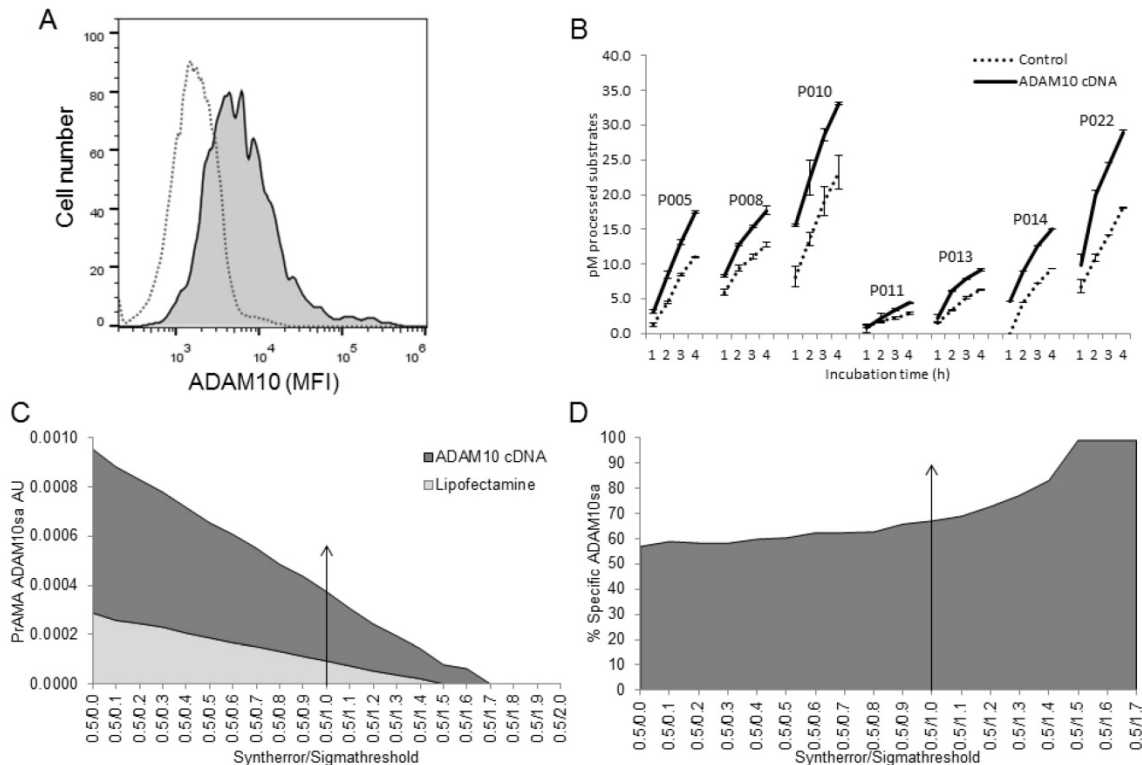 A
Cell number
100
80
60
40
20
0
10³ 10⁴ 10⁵ 10⁶
ADAM10 (MFI)
B
pM processed substrates
40.0
35.0
30.0
25.0
20.0
15.0
10.0
5.0
0.0
Control
ADAM10 cDNA
P005
P008
P010
P011
P013
P014
P022
1 2 3 4 1 2 3 4 1 2 3 4 1 2 3 4 1 2 3 4 1 2 3 4 1 2 3 4
Incubation time (h)
C
PrAMA ADAM10sa AU
0.0010
0.0008
0.0006
0.0004
0.0002
0.0000
ADAM10 cDNA
Lipofectamine
0.5/0.0
0.5/0.1
0.5/0.2
0.5/0.3
0.5/0.4
0.5/0.5
0.5/0.6
0.5/0.7
0.5/0.8
0.5/0.9
0.5/1.0
0.5/1.1
0.5/1.2
0.5/1.3
0.5/1.4
0.5/1.5
0.5/1.6
0.5/1.7
0.5/1.8
0.5/1.9
0.5/2.0
Syntherror/Sigmathreshold
D
% Specific ADAM10sa
100
90
80
70
60
50
40
30
20
10
0
0.5/0.0
0.5/0.1
0.5/0.2
0.5/0.3
0.5/0.4
0.5/0.5
0.5/0.6
0.5/0.7
0.5/0.8
0.5/0.9
0.5/1.0
0.5/1.1
0.5/1.2
0.5/1.3
0.5/1.4
0.5/1.5
0.5/1.6
0.5/1.7
Syntherror/Sigmathreshold